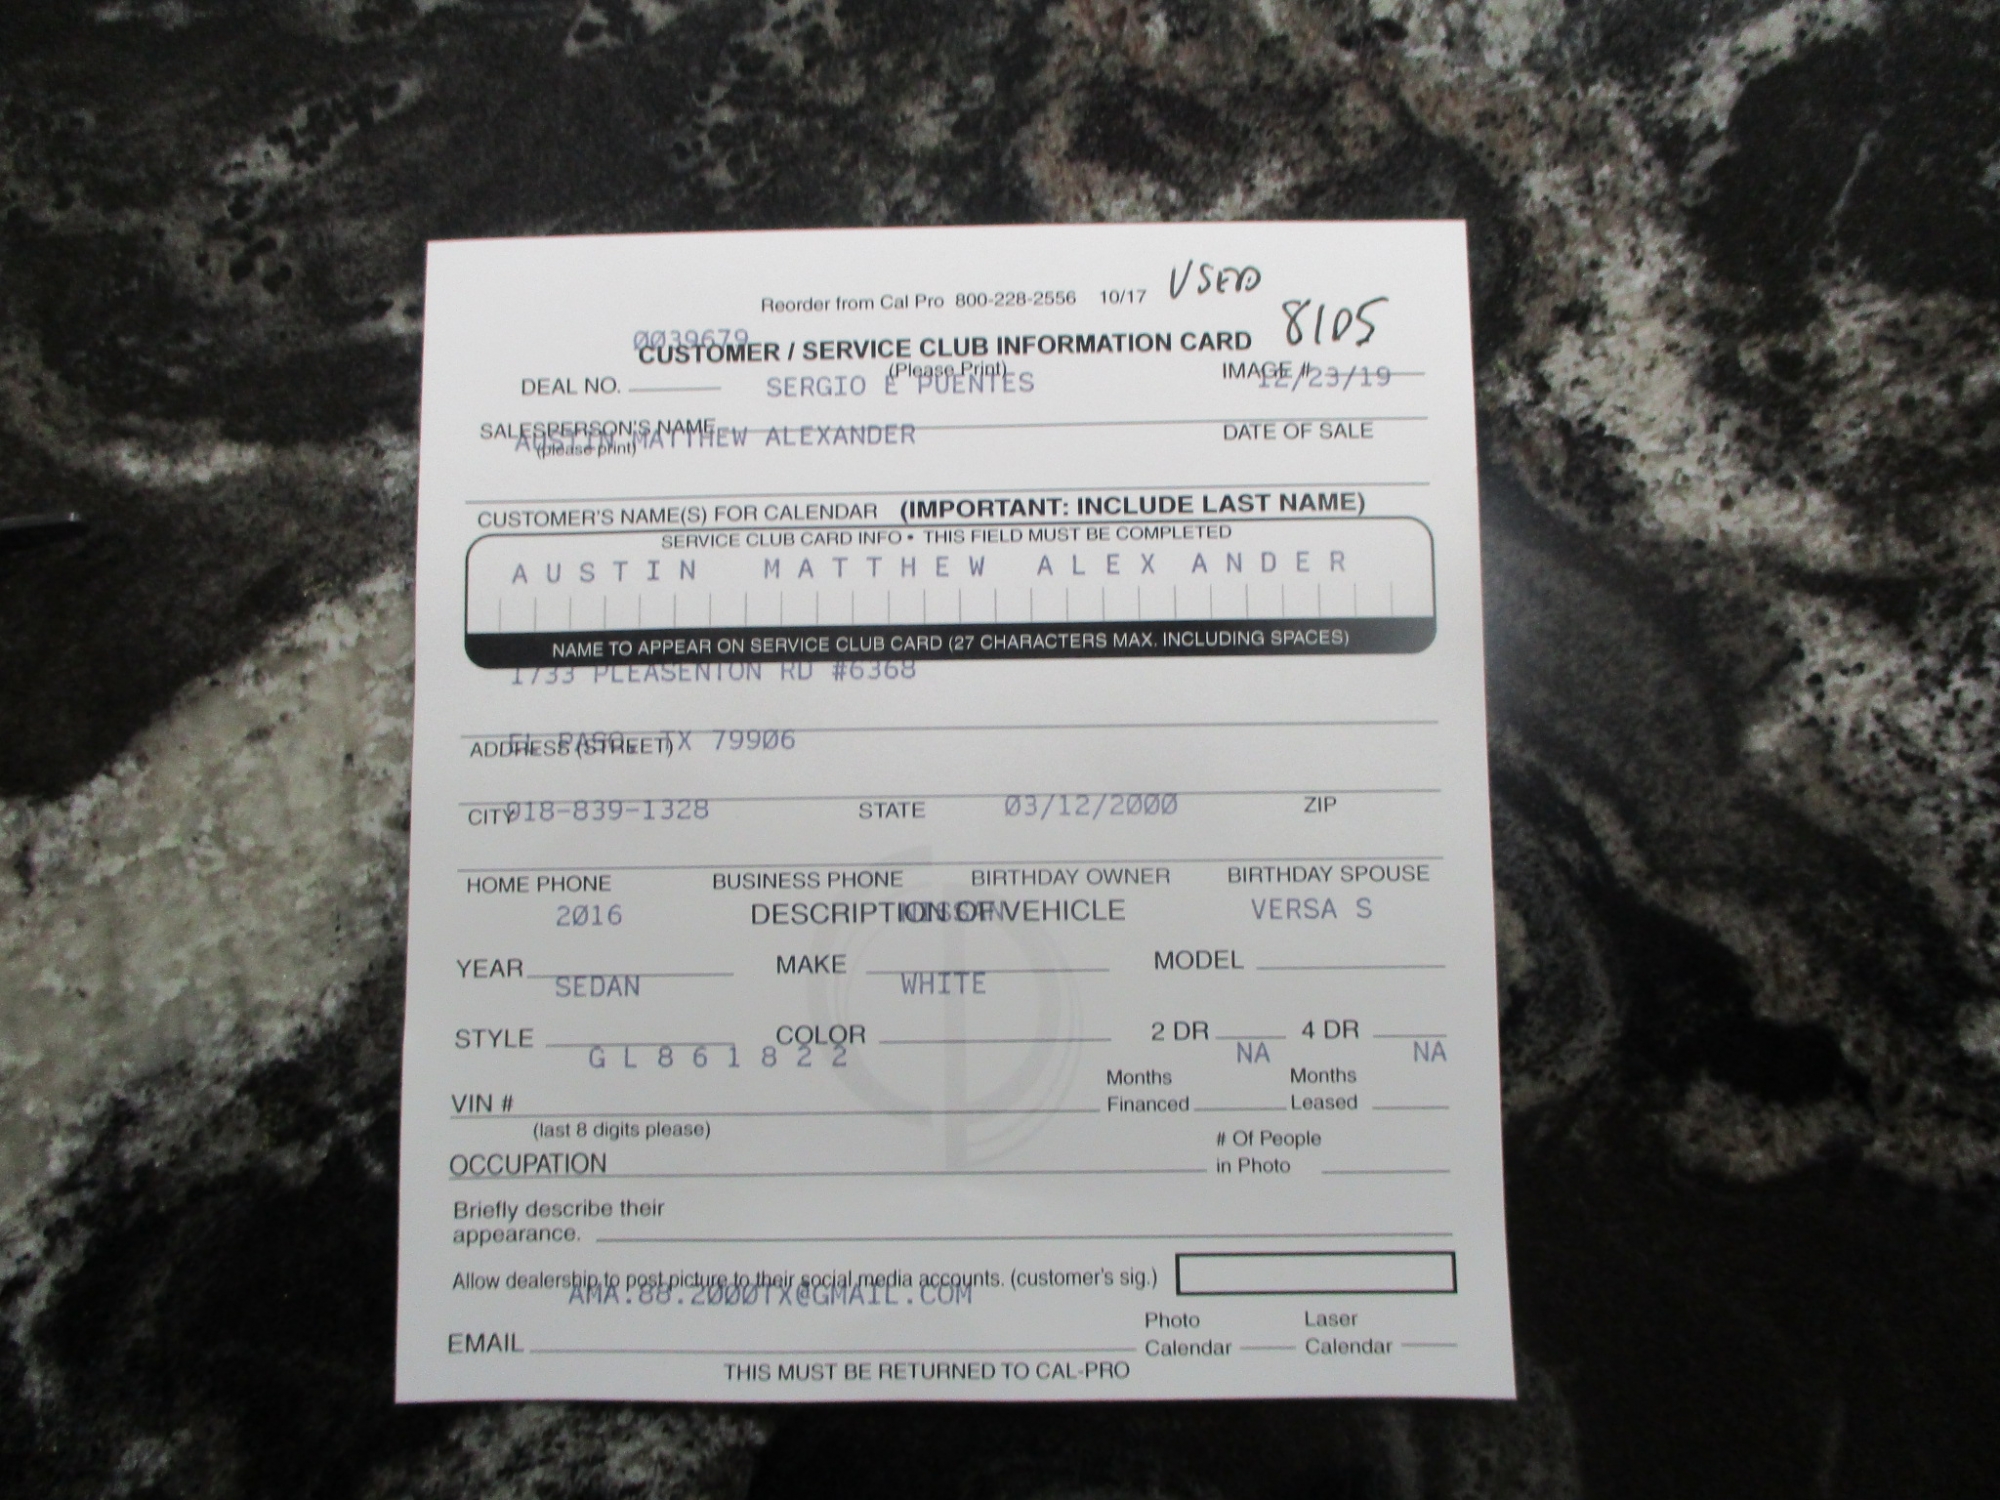 Reorder from Cal Pro 800-228-2556 10/17 USED
0039679 8105
CUSTOMER / SERVICE CLUB INFORMATION CARD
(Please Print)
DEAL NO. SERGIO E PUENTES IMAGE # 12/23/19
SALESPERSON'S NAME DATE OF SALE
AUSTIN MATTHEW ALEXANDER
(please print)
CUSTOMER'S NAME(S) FOR CALENDAR (IMPORTANT: INCLUDE LAST NAME)
SERVICE CLUB CARD INFO • THIS FIELD MUST BE COMPLETED
AUSTIN MATTHEW ALEXANDER
NAME TO APPEAR ON SERVICE CLUB CARD (27 CHARACTERS MAX. INCLUDING SPACES)
1733 PLEASENTON RD #6368
EL PASO, TX 79906
ADDRESS (STREET)
CITY 918-839-1328 STATE 03/12/2000 ZIP
HOME PHONE BUSINESS PHONE BIRTHDAY OWNER BIRTHDAY SPOUSE
2016 DESCRIPTION OF VEHICLE NISSAN VERSA S
YEAR MAKE MODEL
SEDAN WHITE
STYLE COLOR 2 DR 4 DR
GL861822 NA NA
Months Months
VIN # Financed Leased
(last 8 digits please)
# Of People
OCCUPATION in Photo
Briefly describe their
appearance.
Allow dealership to post picture to their social media accounts. (customer's sig.)
AMA.88.2000TX@GMAIL.COM
Photo Laser
EMAIL Calendar Calendar
THIS MUST BE RETURNED TO CAL-PRO